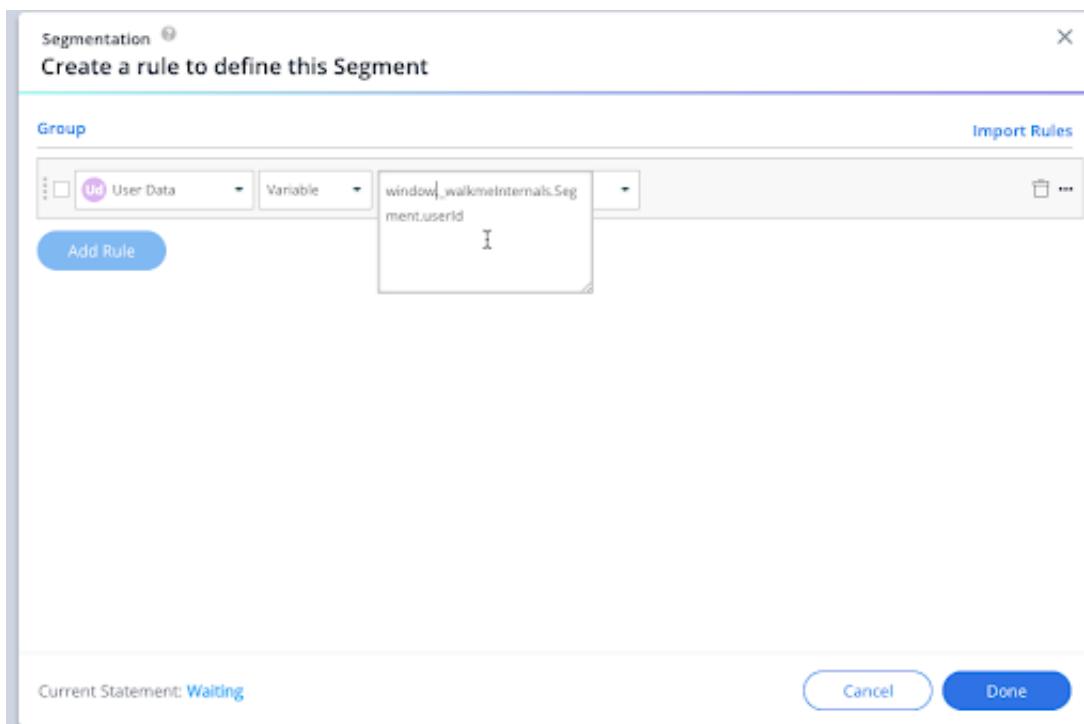 Segmentation ?
Create a rule to define this Segment
Group
Import Rules
Ud User Data
Variable
window._walkmeInternals.Seg
ment.userId
Add Rule
Current Statement: Waiting
Cancel
Done